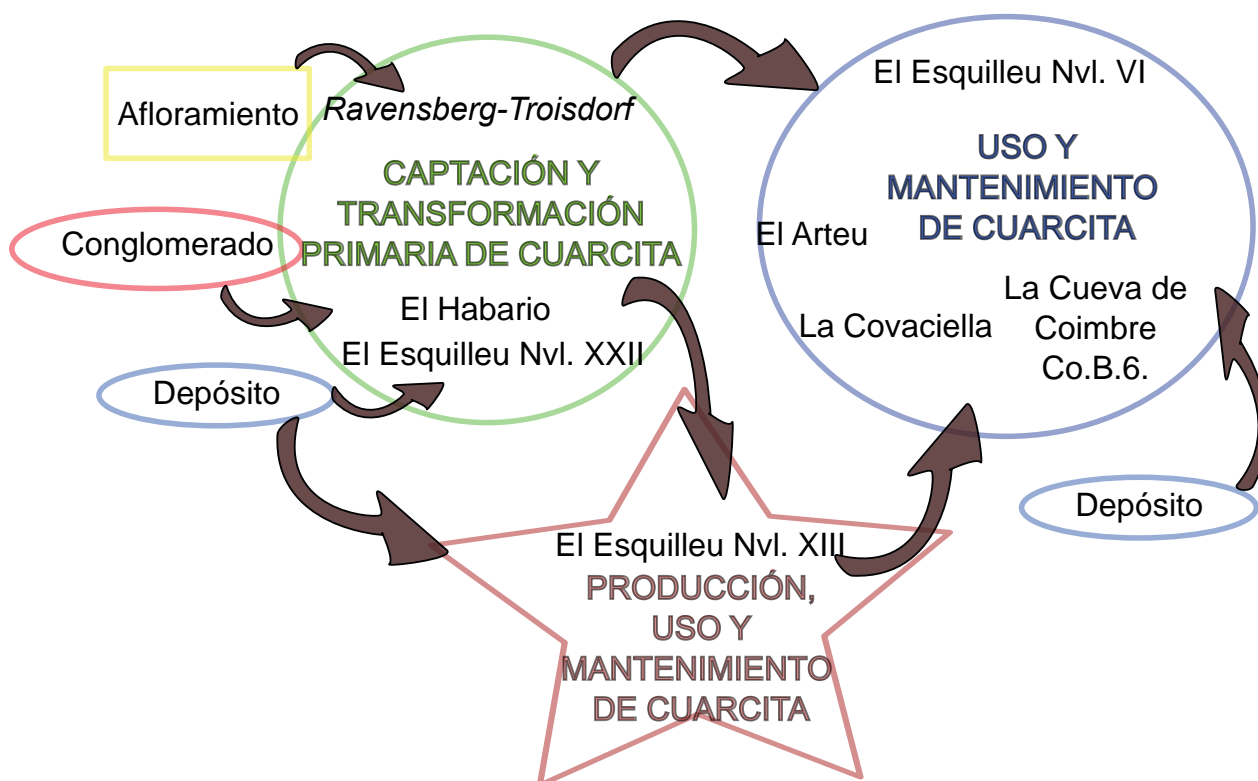 Afloramiento
Ravensberg-Troisdorf
CAPTACIÓN Y
TRANSFORMACIÓN
PRIMARIA DE CUARCITA
Conglomerado
El Habario
El Esquilleu Nvl. XXII
Depósito
El Esquilleu Nvl. VI
USO Y
MANTENIMIENTO
DE CUARCITA
El Arteu
La Covaciella
La Cueva de
Coimbre
Co.B.6.
Depósito
El Esquilleu Nvl. XIII
PRODUCCIÓN,
USO Y
MANTENIMIENTO
DE CUARCITA